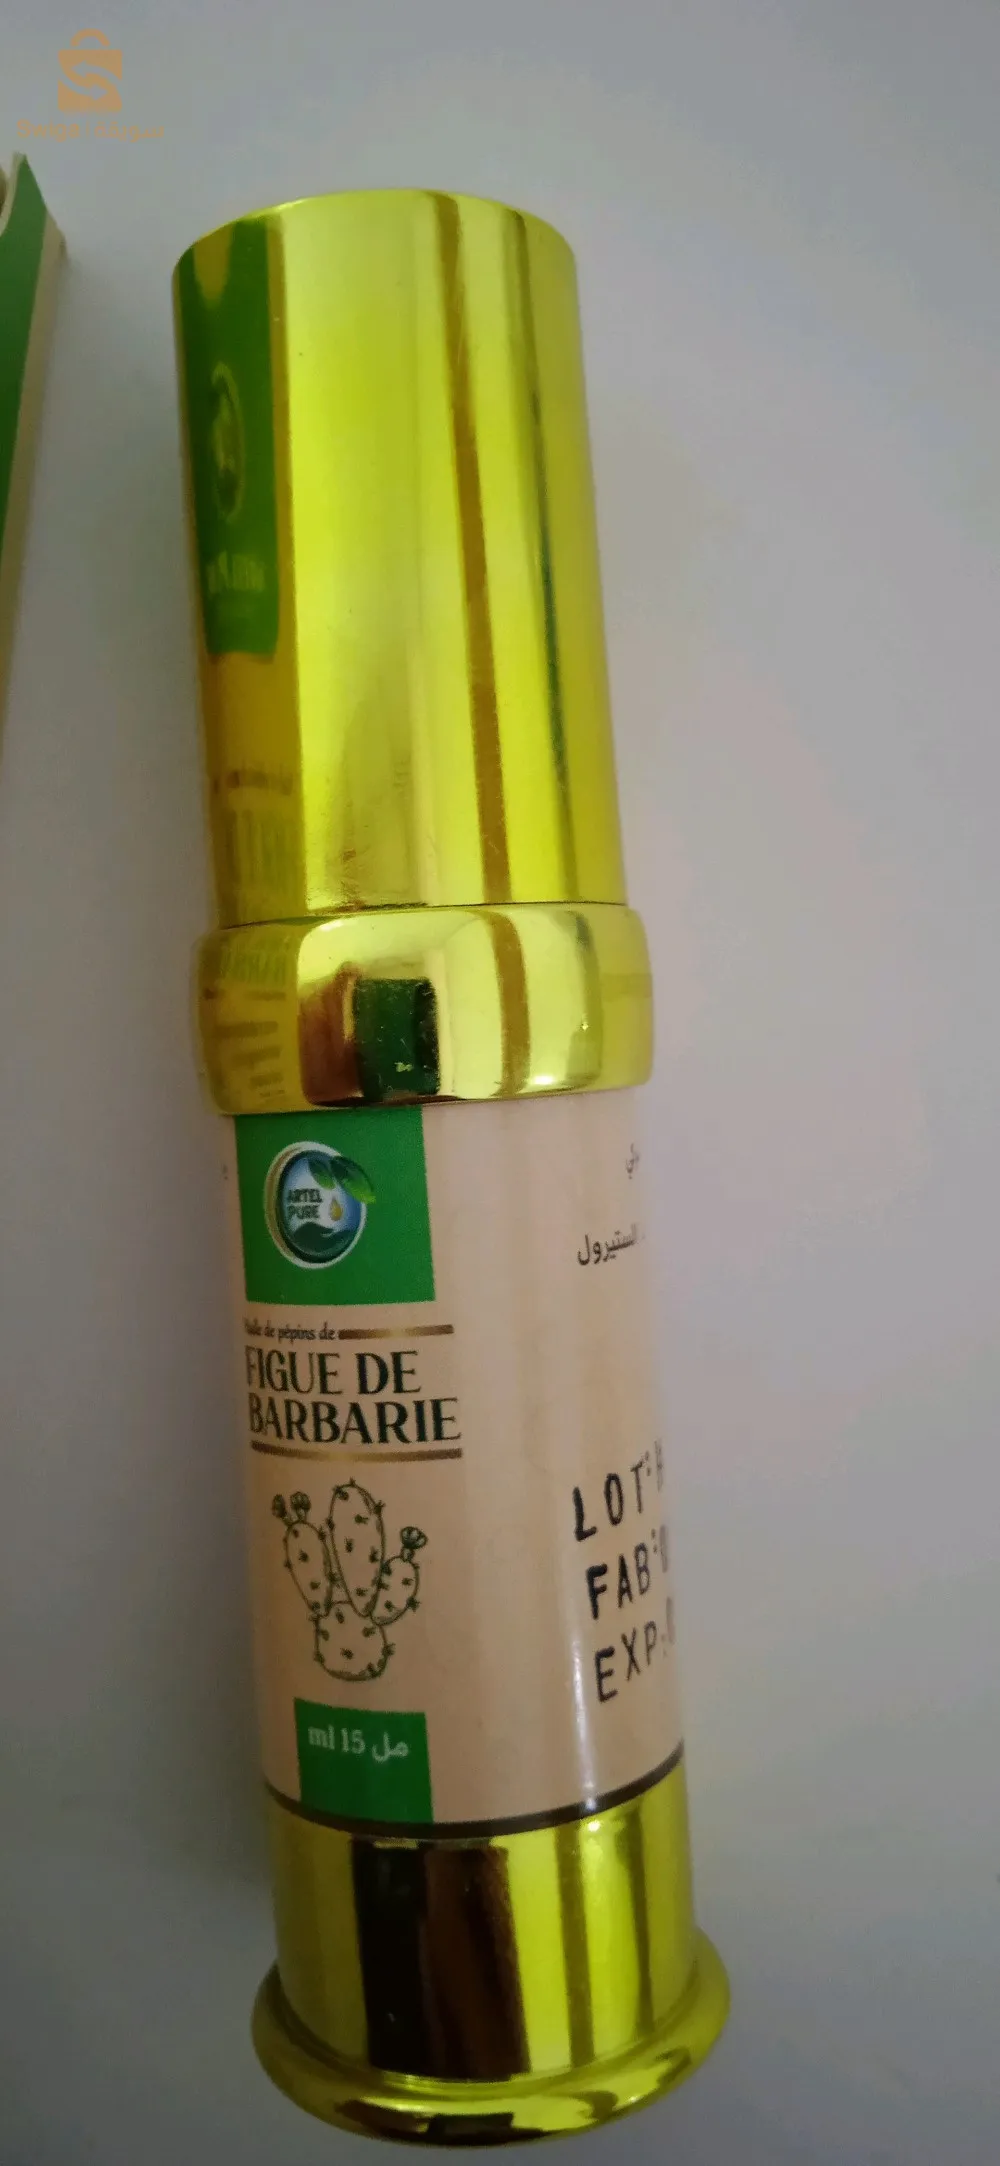 ARTEL
PURE
Huile de pépins de
FIGUE DE
BARBARIE
ml 15 مل
الستيرول
LOT:
FAB:
EXP: